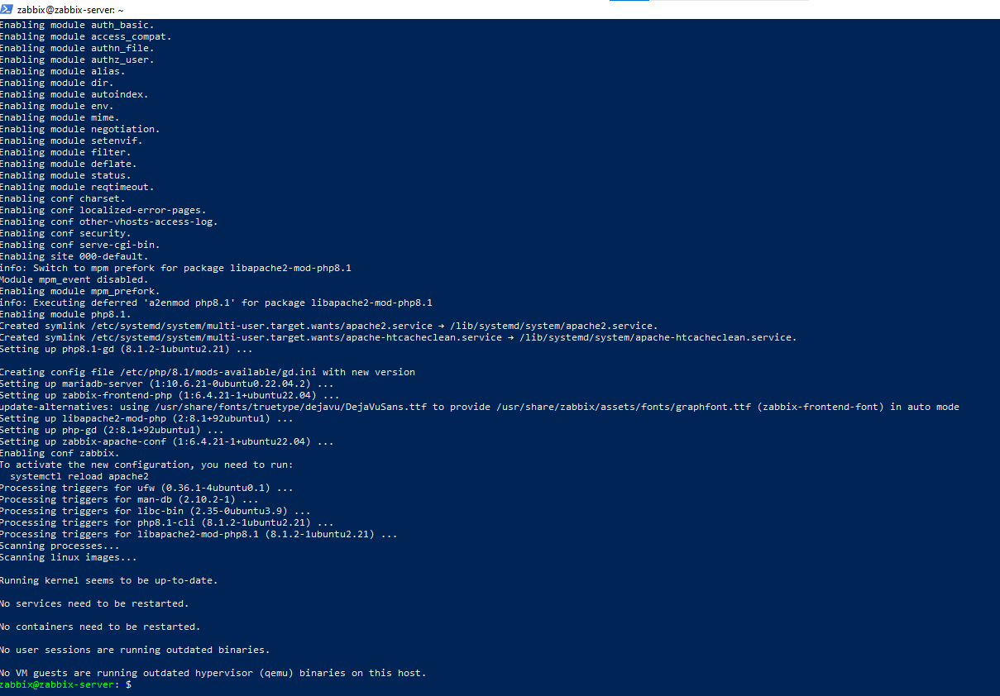 zabbix@zabbix-server: ~
Enabling module auth_basic.
Enabling module access_compat.
Enabling module authn_file.
Enabling module authz_user.
Enabling module alias.
Enabling module dir.
Enabling module autoindex.
Enabling module env.
Enabling module mime.
Enabling module negotiation.
Enabling module setenvif.
Enabling module filter.
Enabling module deflate.
Enabling module status.
Enabling module reqtimeout.
Enabling conf charset.
Enabling conf localized-error-pages.
Enabling conf other-vhosts-access-log.
Enabling conf security.
Enabling conf serve-cgi-bin.
Enabling site 000-default.
info: Switch to mpm prefork for package libapache2-mod-php8.1
Module mpm_event disabled.
Enabling module mpm_prefork.
info: Executing deferred 'a2enmod php8.1' for package libapache2-mod-php8.1
Enabling module php8.1.
Created symlink /etc/systemd/system/multi-user.target.wants/apache2.service → /lib/systemd/system/apache2.service.
Created symlink /etc/systemd/system/multi-user.target.wants/apache-htcacheclean.service → /lib/systemd/system/apache-htcacheclean.service.
Setting up php8.1-gd (8.1.2-1ubuntu2.21) ...
Creating config file /etc/php/8.1/mods-available/gd.ini with new version
Setting up mariadb-server (1:10.6.21-0ubuntu0.22.04.2) ...
Setting up zabbix-frontend-php (1:6.4.21-1+ubuntu22.04) ...
update-alternatives: using /usr/share/fonts/truetype/dejavu/DejaVuSans.ttf to provide /usr/share/zabbix/assets/fonts/graphfont.ttf (zabbix-frontend-font) in auto mode
Setting up libapache2-mod-php (2:8.1+92ubuntu1) ...
Setting up php-gd (2:8.1+92ubuntu1) ...
Setting up zabbix-apache-conf (1:6.4.21-1+ubuntu22.04) ...
Enabling conf zabbix.
To activate the new configuration, you need to run:
  systemctl reload apache2
Processing triggers for ufw (0.36.1-4ubuntu0.1) ...
Processing triggers for man-db (2.10.2-1) ...
Processing triggers for libc-bin (2.35-0ubuntu3.9) ...
Processing triggers for php8.1-cli (8.1.2-1ubuntu2.21) ...
Processing triggers for libapache2-mod-php8.1 (8.1.2-1ubuntu2.21) ...
Scanning processes...
Scanning linux images...
Running kernel seems to be up-to-date.
No services need to be restarted.
No containers need to be restarted.
No user sessions are running outdated binaries.
No VM guests are running outdated hypervisor (qemu) binaries on this host.
zabbix@zabbix-server: $